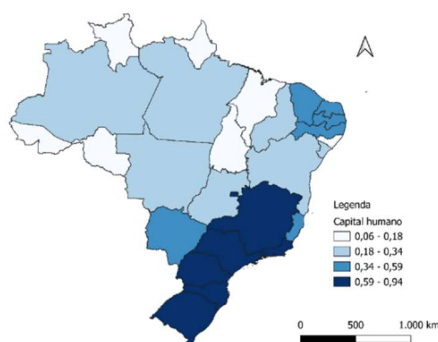 Legenda
Capital humano
0,06 - 0,18
0,18 - 0,34
0,34 - 0,59
0,59 - 0,94
0 500 1.000 km